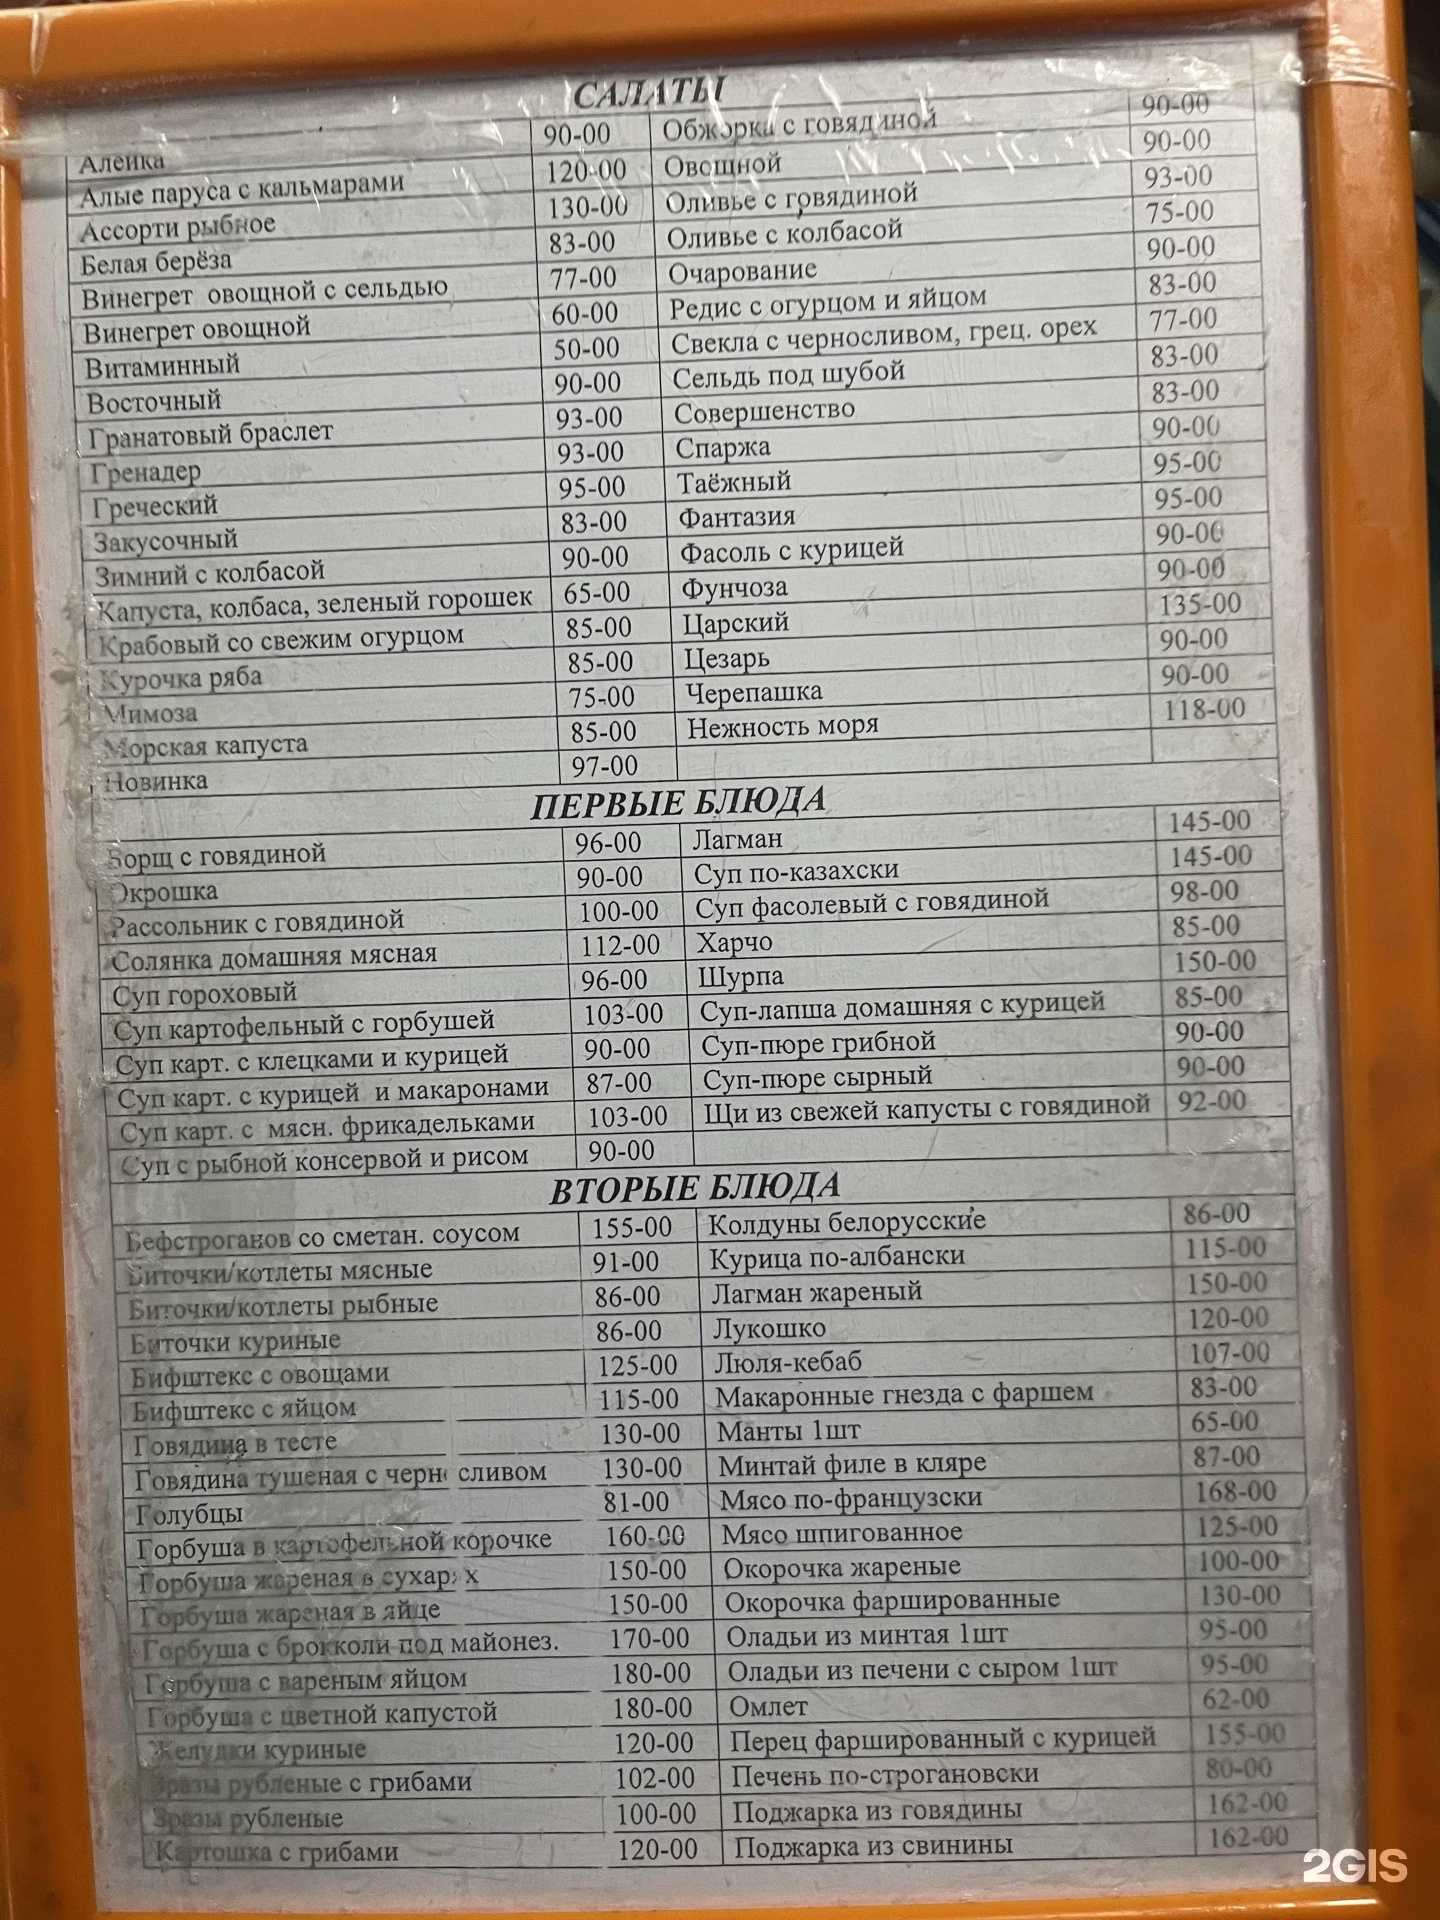 САЛАТЫ
Аленка 90-00 Обжорка с говядиной 90-00
Алые паруса с кальмарами 120-00 Овощной 90-00
Ассорти рыбное 130-00 Оливье с говядиной 93-00
Белая берёза 83-00 Оливье с колбасой 75-00
Винегрет овощной с сельдью 77-00 Очарование 90-00
Винегрет овощной 60-00 Редис с огурцом и яйцом 83-00
Витаминный 50-00 Свекла с черносливом, грец. орех 77-00
Восточный 90-00 Сельдь под шубой 83-00
Гранатовый браслет 93-00 Совершенство 83-00
Гренадер 93-00 Спаржа 90-00
Греческий 95-00 Таёжный 95-00
Закусочный 83-00 Фантазия 95-00
Зимний с колбасой 90-00 Фасоль с курицей 90-00
Капуста, колбаса, зеленый горошек 65-00 Фунчоза 90-00
Крабовый со свежим огурцом 85-00 Царский 135-00
Курочка ряба 85-00 Цезарь 90-00
Мимоза 75-00 Черепашка 90-00
Морская капуста 85-00 Нежность моря 118-00
Новинка 97-00
ПЕРВЫЕ БЛЮДА
Борщ с говядиной 96-00 Лагман 145-00
Окрошка 90-00 Суп по-казахски 145-00
Рассольник с говядиной 100-00 Суп фасолевый с говядиной 98-00
Солянка домашняя мясная 112-00 Харчо 85-00
Суп гороховый 96-00 Шурпа 150-00
Суп картофельный с горбушей 103-00 Суп-лапша домашняя с курицей 85-00
Суп карт. с клецками и курицей 90-00 Суп-пюре грибной 90-00
Суп карт. с курицей и макаронами 87-00 Суп-пюре сырный 90-00
Суп карт. с мясн. фрикадельками 103-00 Щи из свежей капусты с говядиной 92-00
Суп с рыбной консервой и рисом 90-00
ВТОРЫЕ БЛЮДА
Бефстроганов со сметан. соусом 155-00 Колдуны белорусские 86-00
Биточки/котлеты мясные 91-00 Курица по-албански 115-00
Биточки/котлеты рыбные 86-00 Лагман жареный 150-00
Биточки куриные 86-00 Лукошко 120-00
Бифштекс с овощами 125-00 Люля-кебаб 107-00
Бифштекс с яйцом 115-00 Макаронные гнезда с фаршем 83-00
Говядина в тесте 130-00 Манты 1шт 65-00
Говядина тушеная с черносливом 130-00 Минтай филе в кляре 87-00
Голубцы 81-00 Мясо по-французски 168-00
Горбуша в картофельной корочке 160-00 Мясо шпигованное 125-00
Горбуша жареная в сухарях 150-00 Окорочка жареные 100-00
Горбуша жареная в яйце 150-00 Окорочка фаршированные 130-00
Горбуша с брокколи под майонез. 170-00 Оладьи из минтая 1шт 95-00
Горбуша с вареным яйцом 180-00 Оладьи из печени с сыром 1шт 95-00
Горбуша с цветной капустой 180-00 Омлет 62-00
Желудки куриные 120-00 Перец фаршированный с курицей 155-00
Зразы рубленые с грибами 102-00 Печень по-строгановски 80-00
Зразы рубленые 100-00 Поджарка из говядины 162-00
Картошка с грибами 120-00 Поджарка из свинины 162-00
2GIS